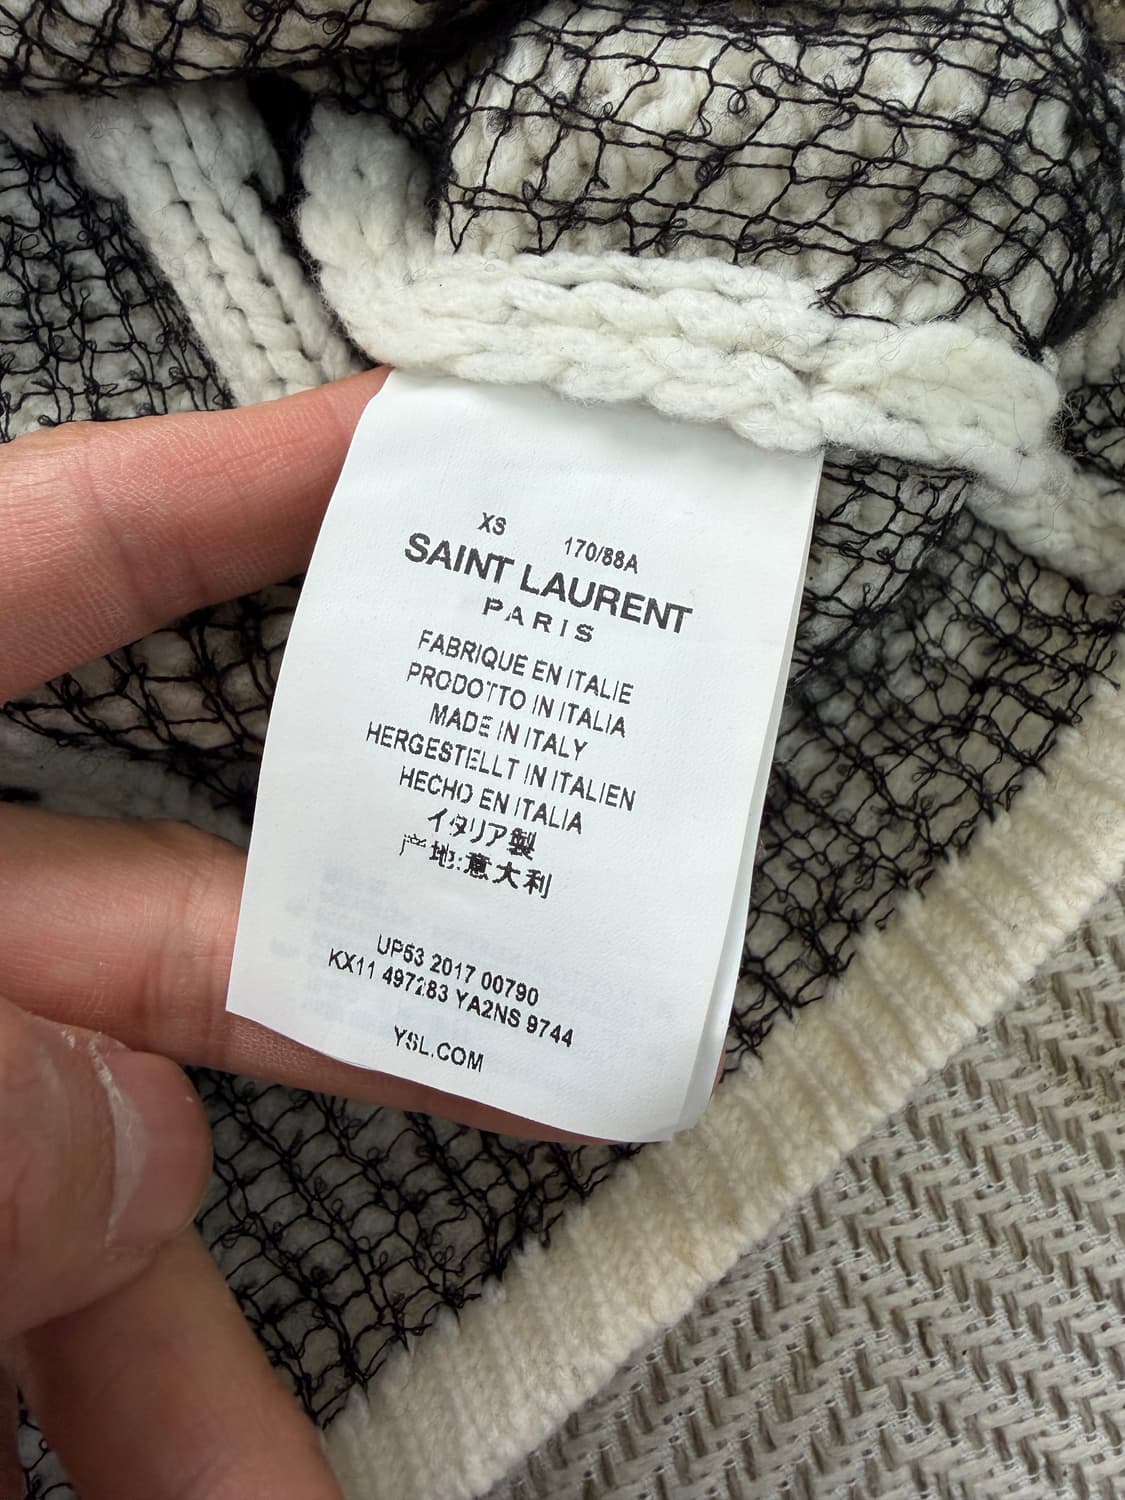 XS 170/88A
SAINT LAURENT
PARIS
FABRIQUE EN ITALIE
PRODOTTO IN ITALIA
MADE IN ITALY
HERGESTELLT IN ITALIEN
HECHO EN ITALIA
イタリア製
产地:意大利
UP53 2017 00790
KX11 497283 YA2NS 9744
YSL.COM